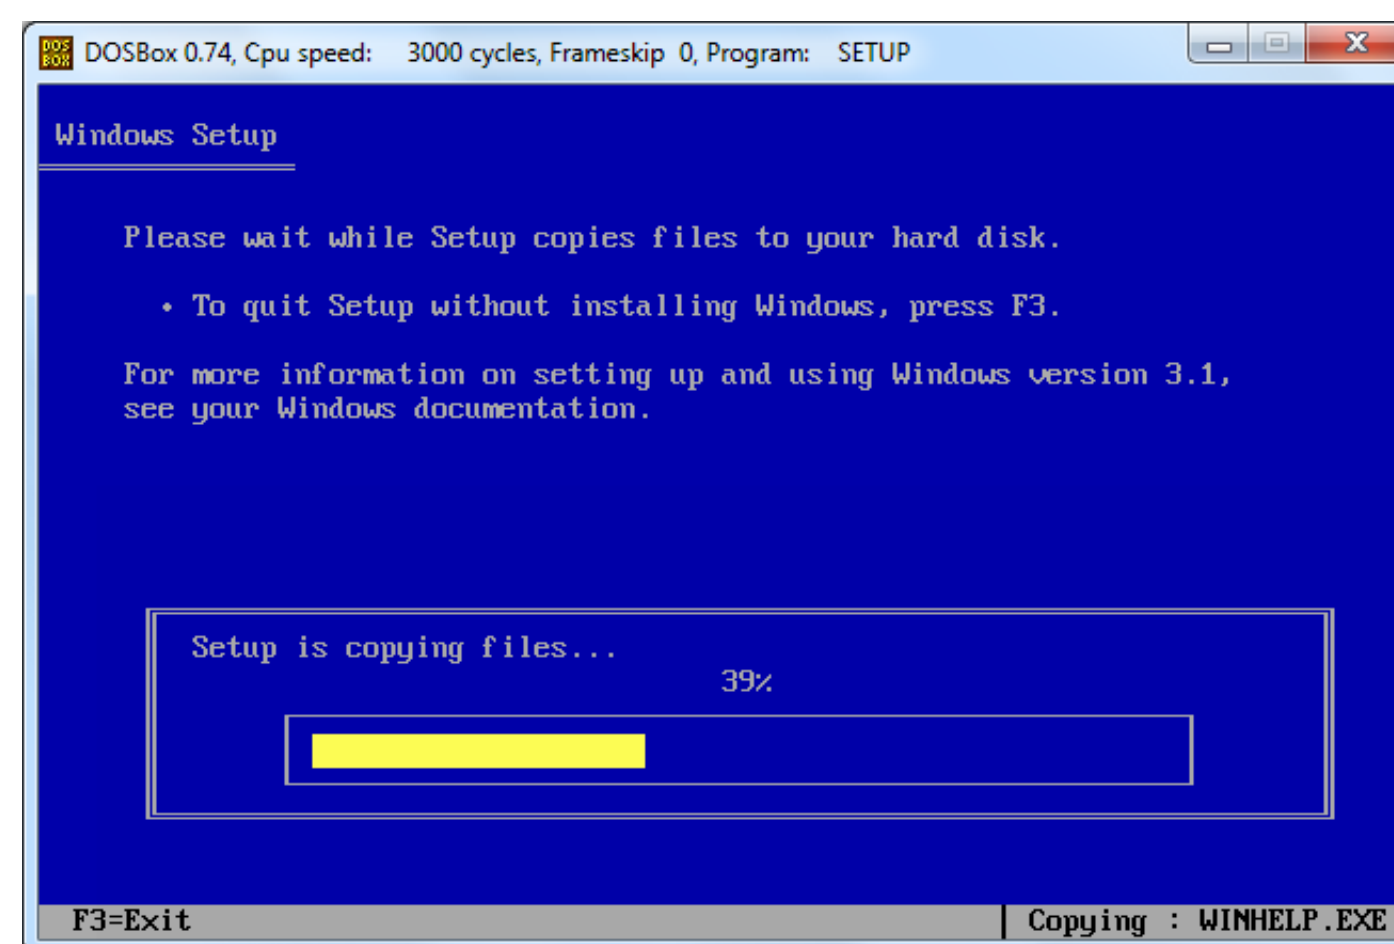 DOS
BOX
DOSBox 0.74, Cpu speed: 3000 cycles, Frameskip 0, Program: SETUP
Windows Setup
Please wait while Setup copies files to your hard disk.
• To quit Setup without installing Windows, press F3.
For more information on setting up and using Windows version 3.1,
see your Windows documentation.
Setup is copying files...
39%
F3=Exit | Copying : WINHELP.EXE